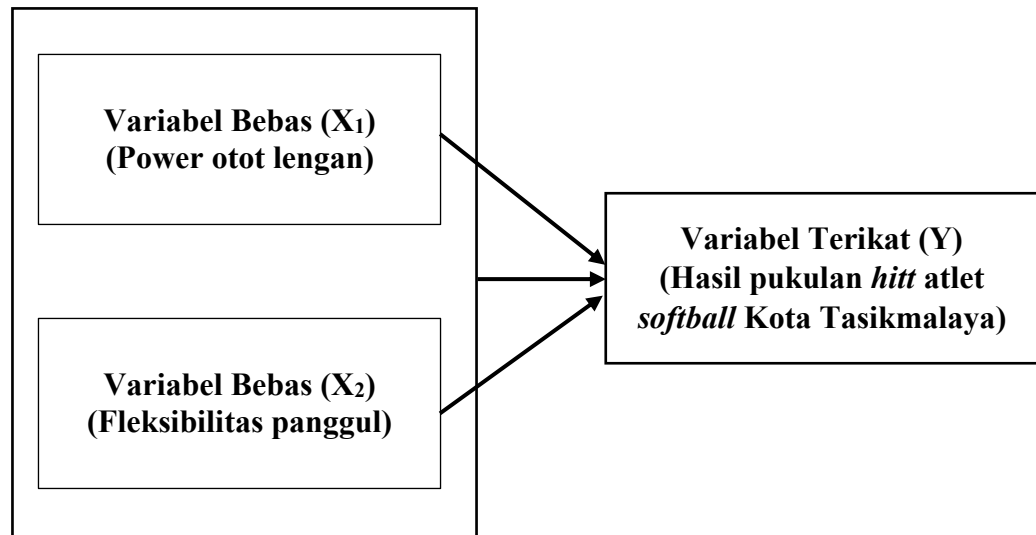 Variabel Bebas (X₁)
(Power otot lengan)
Variabel Terikat (Y)
(Hasil pukulan hitt atlet
softball Kota Tasikmalaya)
Variabel Bebas (X₂)
(Fleksibilitas panggul)